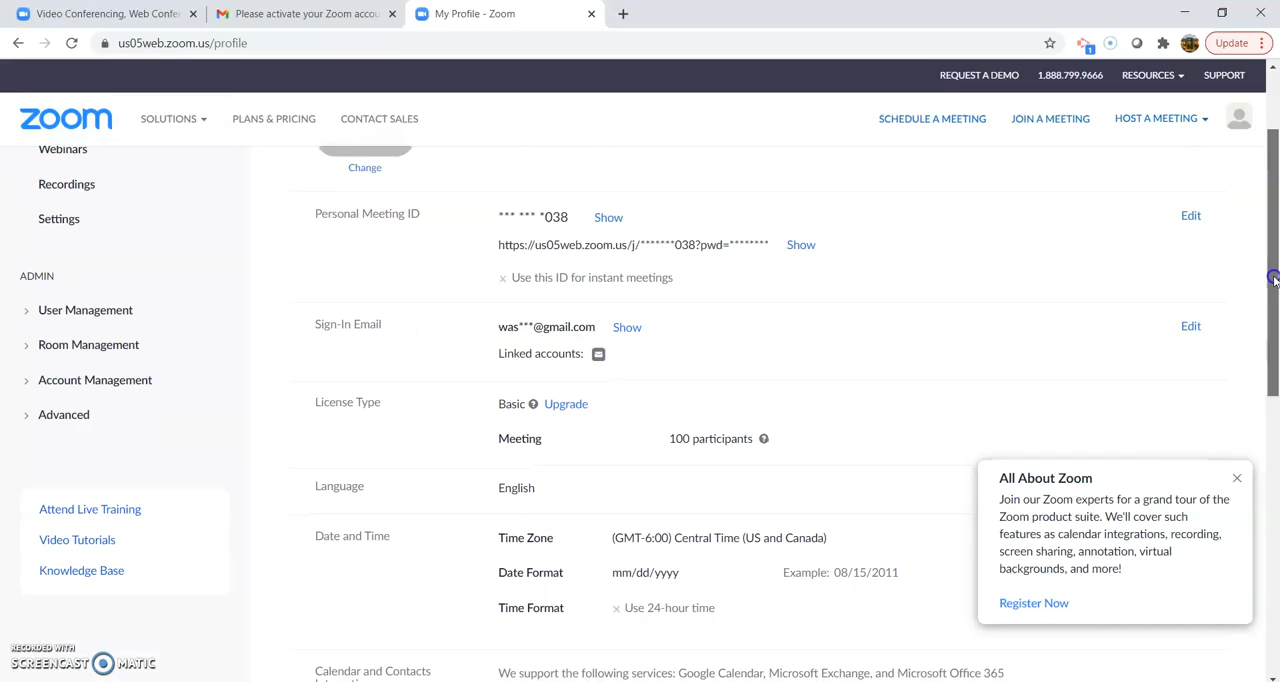 Video Conferencing, Web Confe
Please activate your Zoom accou
My Profile - Zoom
us05web.zoom.us/profile
1
Update
REQUEST A DEMO
1.888.799.9666
RESOURCES
SUPPORT
zoom
SOLUTIONS
PLANS & PRICING
CONTACT SALES
SCHEDULE A MEETING
JOIN A MEETING
HOST A MEETING
Webinars
Recordings
Settings
ADMIN
User Management
Room Management
Account Management
Advanced
Attend Live Training
Video Tutorials
Knowledge Base
Change
Personal Meeting ID
*** *** *038 Show
Edit
https://us05web.zoom.us/j/*******038?pwd=******** Show
Use this ID for instant meetings
Sign-In Email
was***@gmail.com Show
Edit
Linked accounts:
License Type
Basic Upgrade
Meeting 100 participants
Language
English
Date and Time
Time Zone (GMT-6:00) Central Time (US and Canada)
Date Format mm/dd/yyyy Example: 08/15/2011
Time Format Use 24-hour time
Calendar and Contacts
We support the following services: Google Calendar, Microsoft Exchange, and Microsoft Office 365
All About Zoom
Join our Zoom experts for a grand tour of the
Zoom product suite. We'll cover such
features as calendar integrations, recording,
screen sharing, annotation, virtual
backgrounds, and more!
Register Now
RECORDED WITH
SCREENCAST MATIC